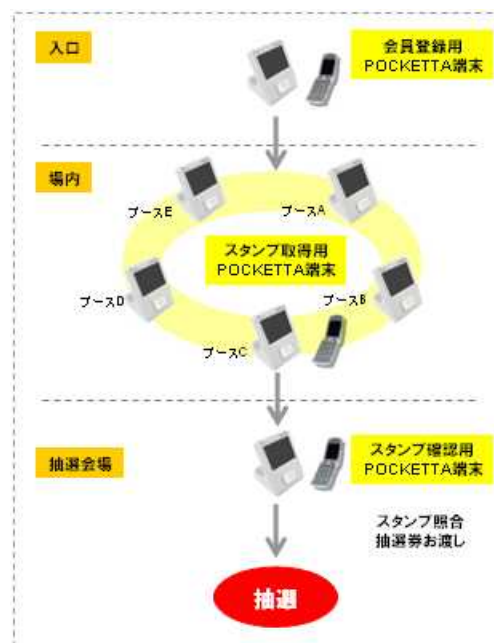 入口
会員登録用
POCKETTA端末
場内
ブースE
ブースA
スタンプ取得用
POCKETTA端末
ブースD
ブースB
ブースC
抽選会場
スタンプ確認用
POCKETTA端末
スタンプ照合
抽選券お渡し
抽選